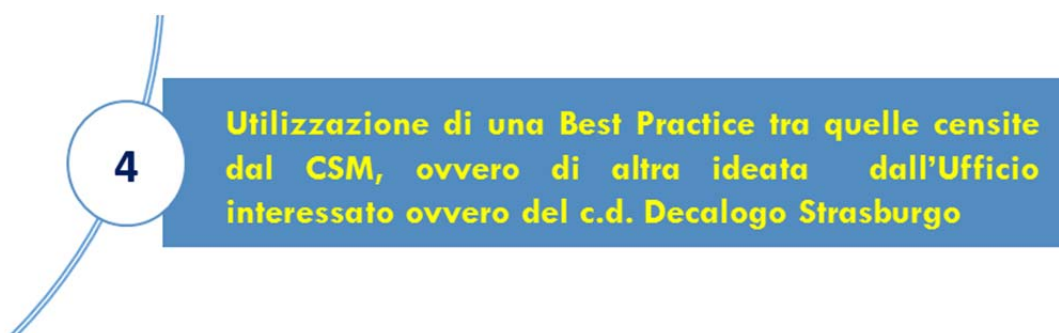 4
Utilizzazione di una Best Practice tra quelle censite
dal CSM, ovvero di altra ideata dall'Ufficio
interessato ovvero del c.d. Decalogo Strasburgo